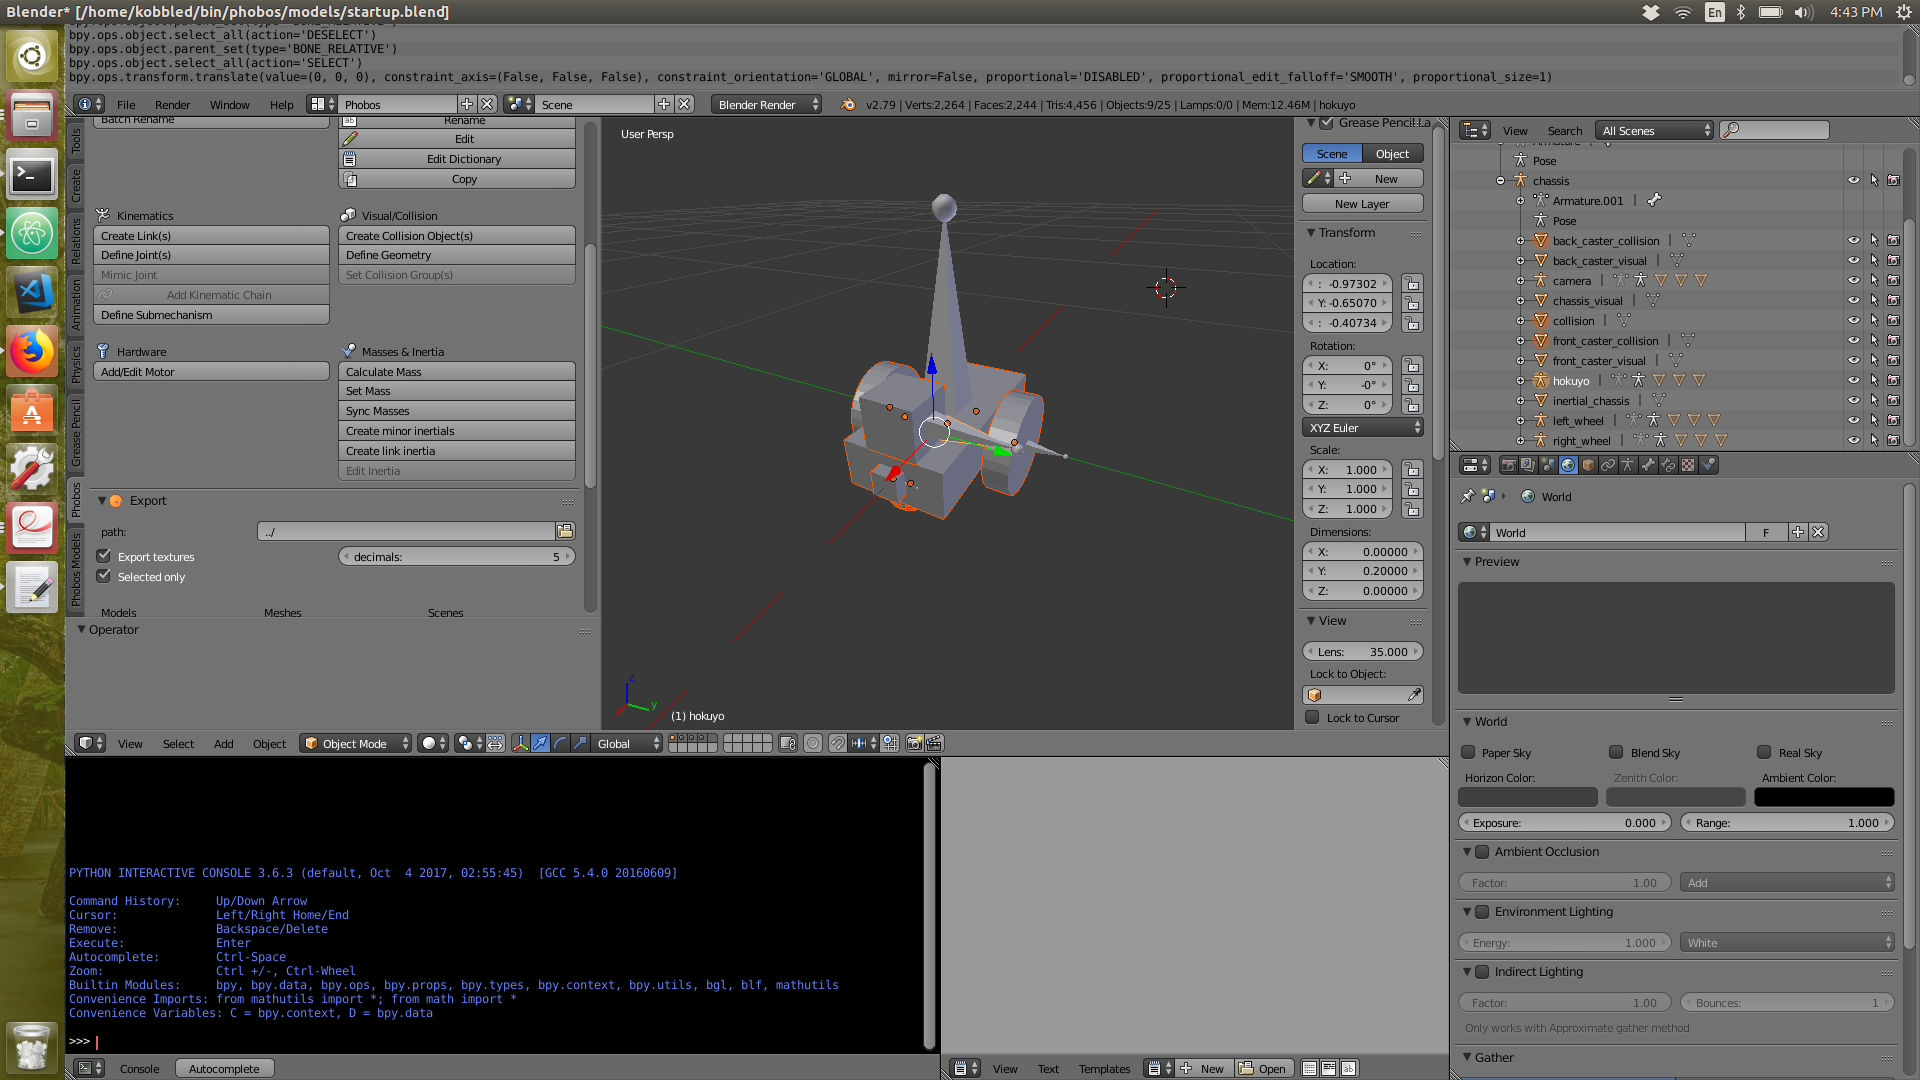 Blender* [/home/kobbled/bin/phobos/models/startup.blend]
En
4:43 PM
bpy.ops.object.select_all(action='DESELECT')
bpy.ops.object.parent_set(type='BONE_RELATIVE')
bpy.ops.object.select_all(action='SELECT')
bpy.ops.transform.translate(value=(0, 0, 0), constraint_axis=(False, False, False), constraint_orientation='GLOBAL', mirror=False, proportional='DISABLED', proportional_edit_falloff='SMOOTH', proportional_size=1)
File Render Window Help Phobos Scene Blender Render v2.79 | Verts:2,264 | Faces:2,244 | Tris:4,456 | Objects:9/25 | Lamps:0/0 | Mem:12.46M | hokuyo
Tools
Create
Relations
Animation
Physics
Grease Pencil
Phobos
Phobos Models
Batch Rename
Rename
Edit
Edit Dictionary
Copy
Kinematics
Create Link(s)
Define Joint(s)
Mimic Joint
Add Kinematic Chain
Define Submechanism
Visual/Collision
Create Collision Object(s)
Define Geometry
Set Collision Group(s)
Hardware
Add/Edit Motor
Masses & Inertia
Calculate Mass
Set Mass
Sync Masses
Create minor inertials
Create link inertia
Edit Inertia
Export
path: ../
Export textures decimals: 5
Selected only
Models Meshes Scenes
Operator
User Persp
z
y
(1) hokuyo
Grease Pencil La
Scene Object
New
New Layer
Transform
Location:
: -0.97302
Y: -0.65070
: -0.40734
Rotation:
X: 0°
Y: -0°
Z: 0°
XYZ Euler
Scale:
X: 1.000
Y: 1.000
Z: 1.000
Dimensions:
X: 0.00000
Y: 0.20000
Z: 0.00000
View
Lens: 35.000
Lock to Object:
Lock to Cursor
View Select Add Object Object Mode Global
PYTHON INTERACTIVE CONSOLE 3.6.3 (default, Oct  4 2017, 02:55:45)  [GCC 5.4.0 20160609]
Command History: Up/Down Arrow
Cursor: Left/Right Home/End
Remove: Backspace/Delete
Execute: Enter
Autocomplete: Ctrl-Space
Zoom: Ctrl +/-, Ctrl-Wheel
Builtin Modules: bpy, bpy.data, bpy.ops, bpy.props, bpy.types, bpy.context, bpy.utils, bgl, blf, mathutils
Convenience Imports: from mathutils import *; from math import *
Convenience Variables: C = bpy.context, D = bpy.data
>>>
Console Autocomplete
View Text Templates New Open
View Search All Scenes
Armature
Pose
chassis
Armature.001
Pose
back_caster_collision
back_caster_visual
camera
chassis_visual
collision
front_caster_collision
front_caster_visual
hokuyo
inertial_chassis
left_wheel
right_wheel
World
World F
Preview
World
Paper Sky Blend Sky Real Sky
Horizon Color: Zenith Color: Ambient Color:
Exposure: 0.000 Range: 1.000
Ambient Occlusion
Factor: 1.00 Add
Environment Lighting
Energy: 1.000 White
Indirect Lighting
Factor: 1.00 Bounces: 1
Only works with Approximate gather method
Gather